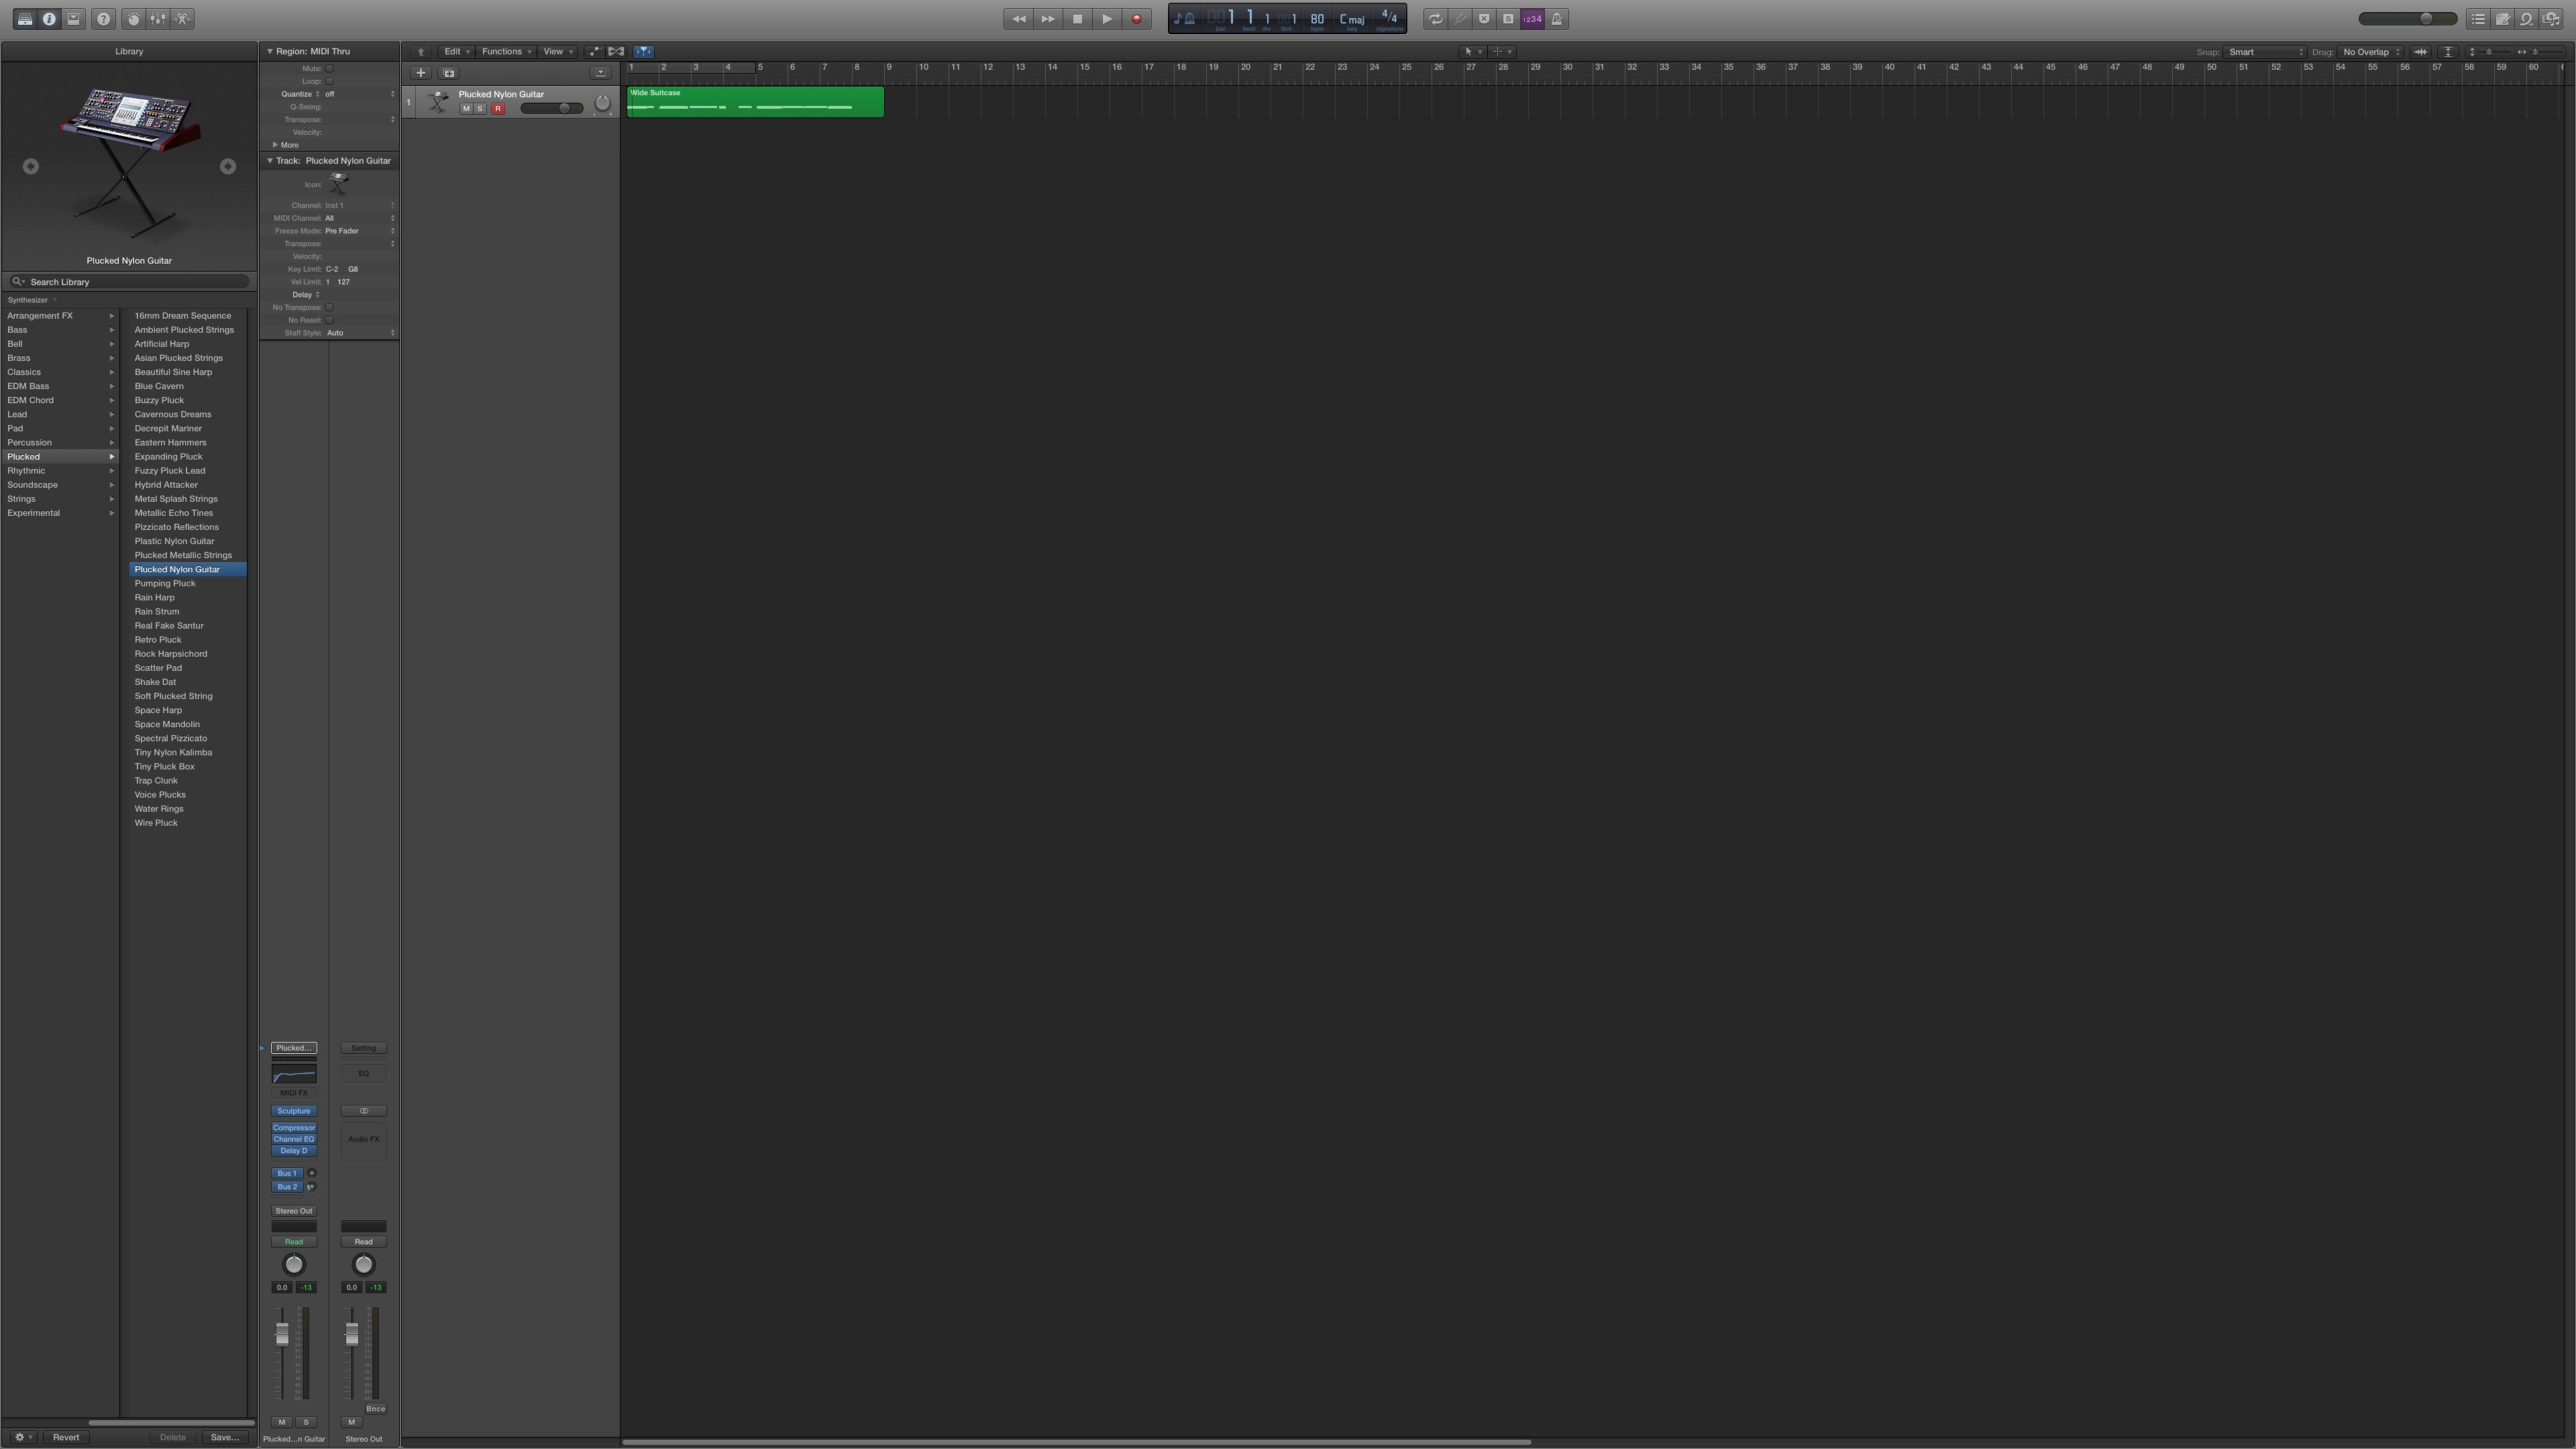 1 1 1 1 80 C maj 4/4
bar beat div tick bpm key signature
S 1234
Library
Region: MIDI Thru
Edit Functions View
Snap: Smart Drag: No Overlap
Mute:
Loop:
Quantize off
Q-Swing:
Transpose:
Velocity:
More
Track: Plucked Nylon Guitar
Icon:
Channel: Inst 1
MIDI Channel: All
Freeze Mode: Pre Fader
Transpose:
Velocity:
Key Limit: C-2 G8
Vel Limit: 1 127
Delay
No Transpose:
No Reset:
Staff Style: Auto
1 2 3 4 5 6 7 8 9 10 11 12 13 14 15 16 17 18 19 20 21 22 23 24 25 26 27 28 29 30 31 32 33 34 35 36 37 38 39 40 41 42 43 44 45 46 47 48 49 50 51 52 53 54 55 56 57 58 59 60
1 Plucked Nylon Guitar
M S R
Wide Suitcase
Plucked Nylon Guitar
Search Library
Synthesizer
Arrangement FX
Bass
Bell
Brass
Classics
EDM Bass
EDM Chord
Lead
Pad
Percussion
Plucked
Rhythmic
Soundscape
Strings
Experimental
16mm Dream Sequence
Ambient Plucked Strings
Artificial Harp
Asian Plucked Strings
Beautiful Sine Harp
Blue Cavern
Buzzy Pluck
Cavernous Dreams
Decrepit Mariner
Eastern Hammers
Expanding Pluck
Fuzzy Pluck Lead
Hybrid Attacker
Metal Splash Strings
Metallic Echo Tines
Pizzicato Reflections
Plastic Nylon Guitar
Plucked Metallic Strings
Plucked Nylon Guitar
Pumping Pluck
Rain Harp
Rain Strum
Real Fake Santur
Retro Pluck
Rock Harpsichord
Scatter Pad
Shake Dat
Soft Plucked String
Space Harp
Space Mandolin
Spectral Pizzicato
Tiny Nylon Kalimba
Tiny Pluck Box
Trap Clunk
Voice Plucks
Water Rings
Wire Pluck
Plucked... Setting
EQ
MIDI FX
Sculpture
Compressor
Channel EQ Audio FX
Delay D
Bus 1
Bus 2
Stereo Out
Read Read
0.0 -13 0.0 -13
Bnce
M S M
Plucked...n Guitar Stereo Out
Revert Delete Save...